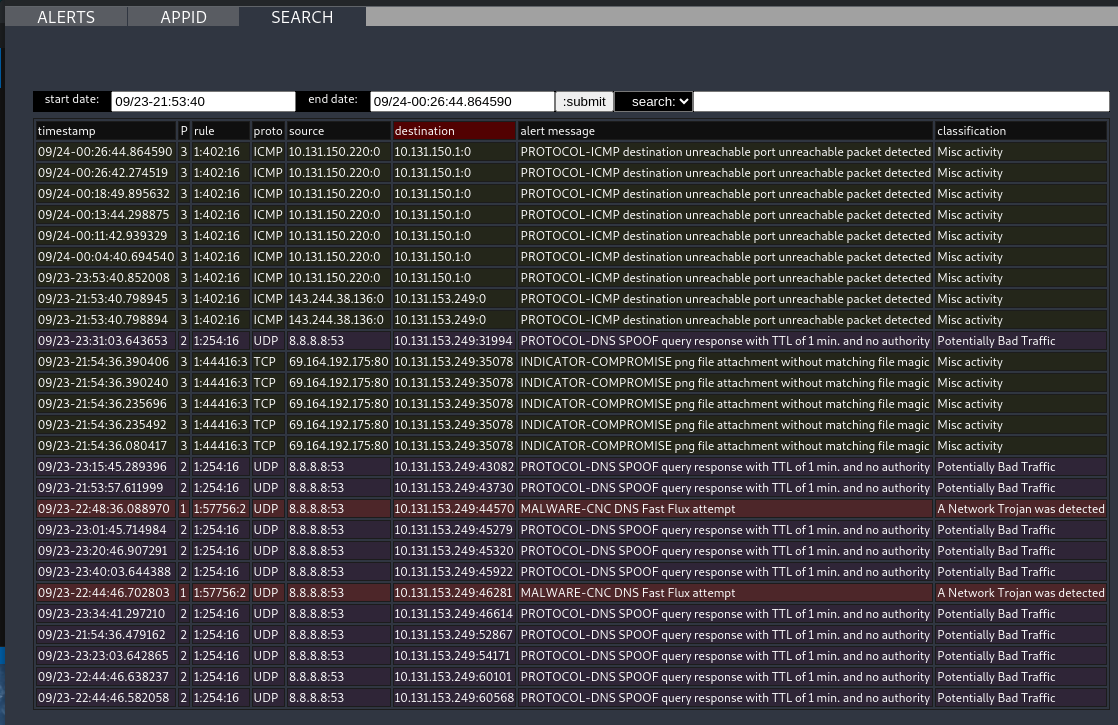 ALERTS APPID SEARCH
start date: 09/23-21:53:40 end date: 09/24-00:26:44.864590 :submit search:
timestamp P rule proto source destination alert message classification
09/24-00:26:44.864590 3 1:402:16 ICMP 10.131.150.220:0 10.131.150.1:0 PROTOCOL-ICMP destination unreachable port unreachable packet detected Misc activity
09/24-00:26:42.274519 3 1:402:16 ICMP 10.131.150.220:0 10.131.150.1:0 PROTOCOL-ICMP destination unreachable port unreachable packet detected Misc activity
09/24-00:18:49.895632 3 1:402:16 ICMP 10.131.150.220:0 10.131.150.1:0 PROTOCOL-ICMP destination unreachable port unreachable packet detected Misc activity
09/24-00:13:44.298875 3 1:402:16 ICMP 10.131.150.220:0 10.131.150.1:0 PROTOCOL-ICMP destination unreachable port unreachable packet detected Misc activity
09/24-00:11:42.939329 3 1:402:16 ICMP 10.131.150.220:0 10.131.150.1:0 PROTOCOL-ICMP destination unreachable port unreachable packet detected Misc activity
09/24-00:04:40.694540 3 1:402:16 ICMP 10.131.150.220:0 10.131.150.1:0 PROTOCOL-ICMP destination unreachable port unreachable packet detected Misc activity
09/23-23:53:40.852008 3 1:402:16 ICMP 10.131.150.220:0 10.131.150.1:0 PROTOCOL-ICMP destination unreachable port unreachable packet detected Misc activity
09/23-21:53:40.798945 3 1:402:16 ICMP 143.244.38.136:0 10.131.153.249:0 PROTOCOL-ICMP destination unreachable port unreachable packet detected Misc activity
09/23-21:53:40.798894 3 1:402:16 ICMP 143.244.38.136:0 10.131.153.249:0 PROTOCOL-ICMP destination unreachable port unreachable packet detected Misc activity
09/23-23:31:03.643653 2 1:254:16 UDP 8.8.8.8:53 10.131.153.249:31994 PROTOCOL-DNS SPOOF query response with TTL of 1 min. and no authority Potentially Bad Traffic
09/23-21:54:36.390406 3 1:44416:3 TCP 69.164.192.175:80 10.131.153.249:35078 INDICATOR-COMPROMISE png file attachment without matching file magic Misc activity
09/23-21:54:36.390240 3 1:44416:3 TCP 69.164.192.175:80 10.131.153.249:35078 INDICATOR-COMPROMISE png file attachment without matching file magic Misc activity
09/23-21:54:36.235696 3 1:44416:3 TCP 69.164.192.175:80 10.131.153.249:35078 INDICATOR-COMPROMISE png file attachment without matching file magic Misc activity
09/23-21:54:36.235492 3 1:44416:3 TCP 69.164.192.175:80 10.131.153.249:35078 INDICATOR-COMPROMISE png file attachment without matching file magic Misc activity
09/23-21:54:36.080417 3 1:44416:3 TCP 69.164.192.175:80 10.131.153.249:35078 INDICATOR-COMPROMISE png file attachment without matching file magic Misc activity
09/23-23:15:45.289396 2 1:254:16 UDP 8.8.8.8:53 10.131.153.249:43082 PROTOCOL-DNS SPOOF query response with TTL of 1 min. and no authority Potentially Bad Traffic
09/23-21:53:57.611999 2 1:254:16 UDP 8.8.8.8:53 10.131.153.249:43730 PROTOCOL-DNS SPOOF query response with TTL of 1 min. and no authority Potentially Bad Traffic
09/23-22:48:36.088970 1 1:57756:2 UDP 8.8.8.8:53 10.131.153.249:44570 MALWARE-CNC DNS Fast Flux attempt A Network Trojan was detected
09/23-23:01:45.714984 2 1:254:16 UDP 8.8.8.8:53 10.131.153.249:45279 PROTOCOL-DNS SPOOF query response with TTL of 1 min. and no authority Potentially Bad Traffic
09/23-23:20:46.907291 2 1:254:16 UDP 8.8.8.8:53 10.131.153.249:45320 PROTOCOL-DNS SPOOF query response with TTL of 1 min. and no authority Potentially Bad Traffic
09/23-23:40:03.644388 2 1:254:16 UDP 8.8.8.8:53 10.131.153.249:45922 PROTOCOL-DNS SPOOF query response with TTL of 1 min. and no authority Potentially Bad Traffic
09/23-22:44:46.702803 1 1:57756:2 UDP 8.8.8.8:53 10.131.153.249:46281 MALWARE-CNC DNS Fast Flux attempt A Network Trojan was detected
09/23-23:34:41.297210 2 1:254:16 UDP 8.8.8.8:53 10.131.153.249:46614 PROTOCOL-DNS SPOOF query response with TTL of 1 min. and no authority Potentially Bad Traffic
09/23-21:54:36.479162 2 1:254:16 UDP 8.8.8.8:53 10.131.153.249:52867 PROTOCOL-DNS SPOOF query response with TTL of 1 min. and no authority Potentially Bad Traffic
09/23-23:23:03.642865 2 1:254:16 UDP 8.8.8.8:53 10.131.153.249:54171 PROTOCOL-DNS SPOOF query response with TTL of 1 min. and no authority Potentially Bad Traffic
09/23-22:44:46.638237 2 1:254:16 UDP 8.8.8.8:53 10.131.153.249:60101 PROTOCOL-DNS SPOOF query response with TTL of 1 min. and no authority Potentially Bad Traffic
09/23-22:44:46.582058 2 1:254:16 UDP 8.8.8.8:53 10.131.153.249:60568 PROTOCOL-DNS SPOOF query response with TTL of 1 min. and no authority Potentially Bad Traffic